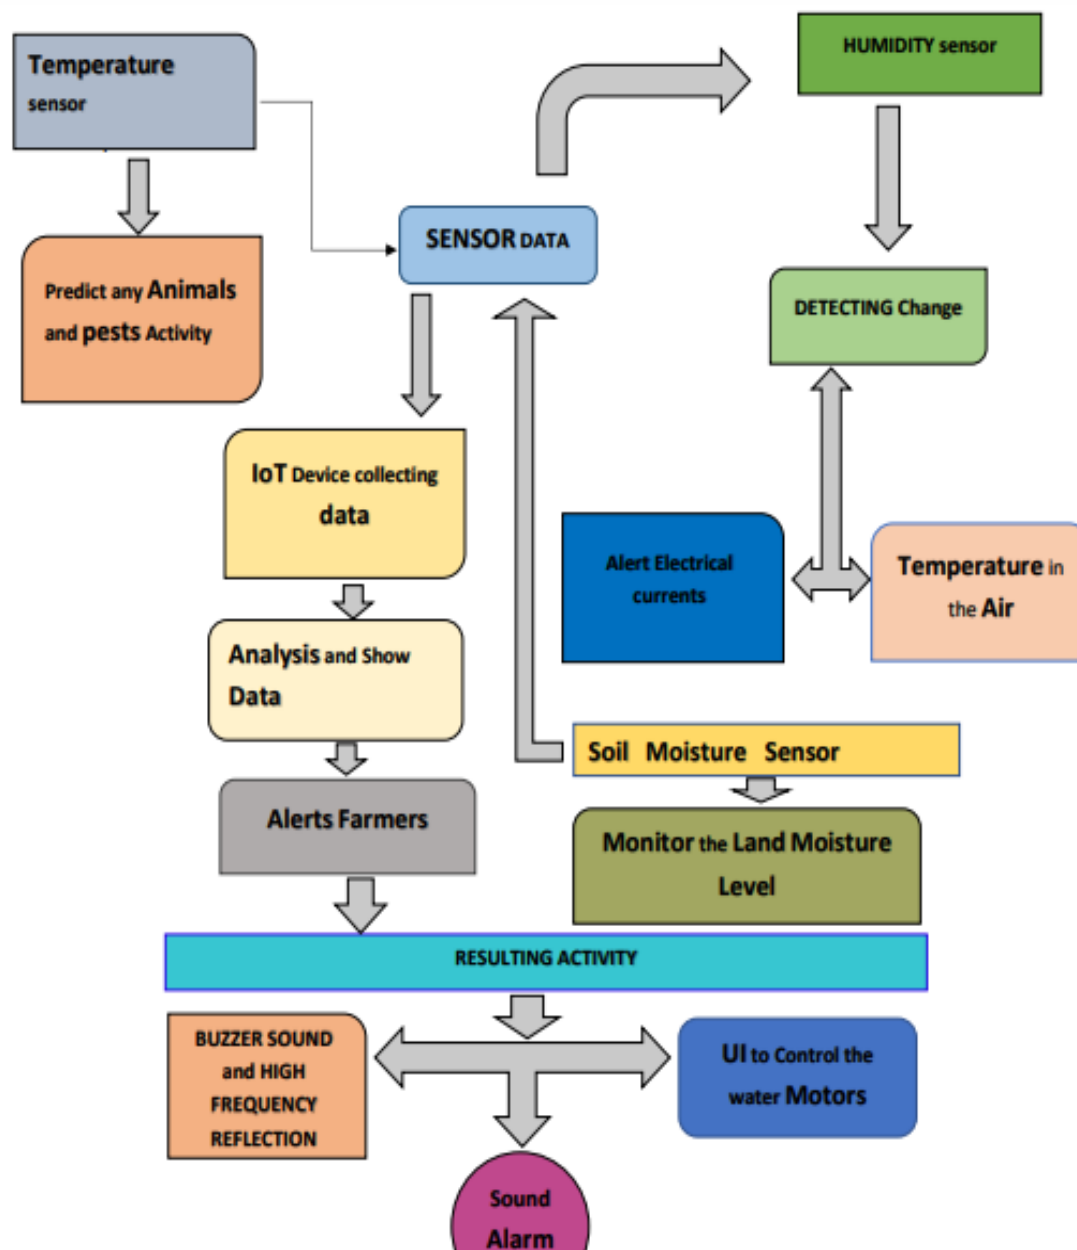 Temperature
sensor
HUMIDITY sensor
SENSOR DATA
Predict any Animals
and pests Activity
DETECTING Change
IoT Device collecting
data
Alert Electrical
currents
Temperature in
the Air
Analysis and Show
Data
Soil Moisture Sensor
Alerts Farmers
Monitor the Land Moisture
Level
RESULTING ACTIVITY
BUZZER SOUND
and HIGH
FREQUENCY
REFLECTION
UI to Control the
water Motors
Sound
Alarm